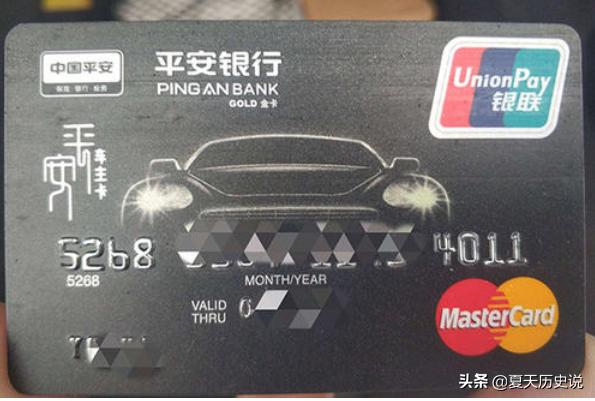 中国平安
保险·银行·投资
平安银行
PING AN BANK
GOLD 金卡
UnionPay
银联
平安
车主卡
5268
4011
5268
MONTH/YEAR
VALID
THRU
MasterCard
头条 @夏天历史说